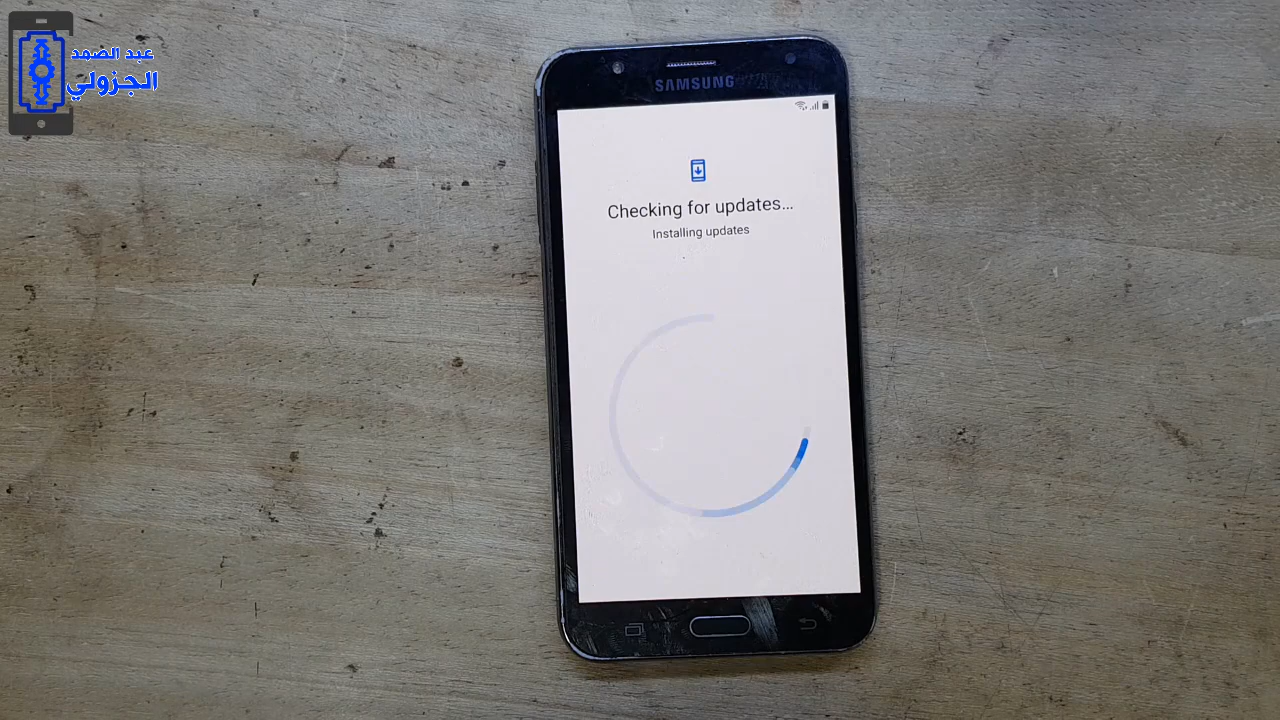 عبد الصمد
الجزولي
SAMSUNG
Checking for updates...
Installing updates